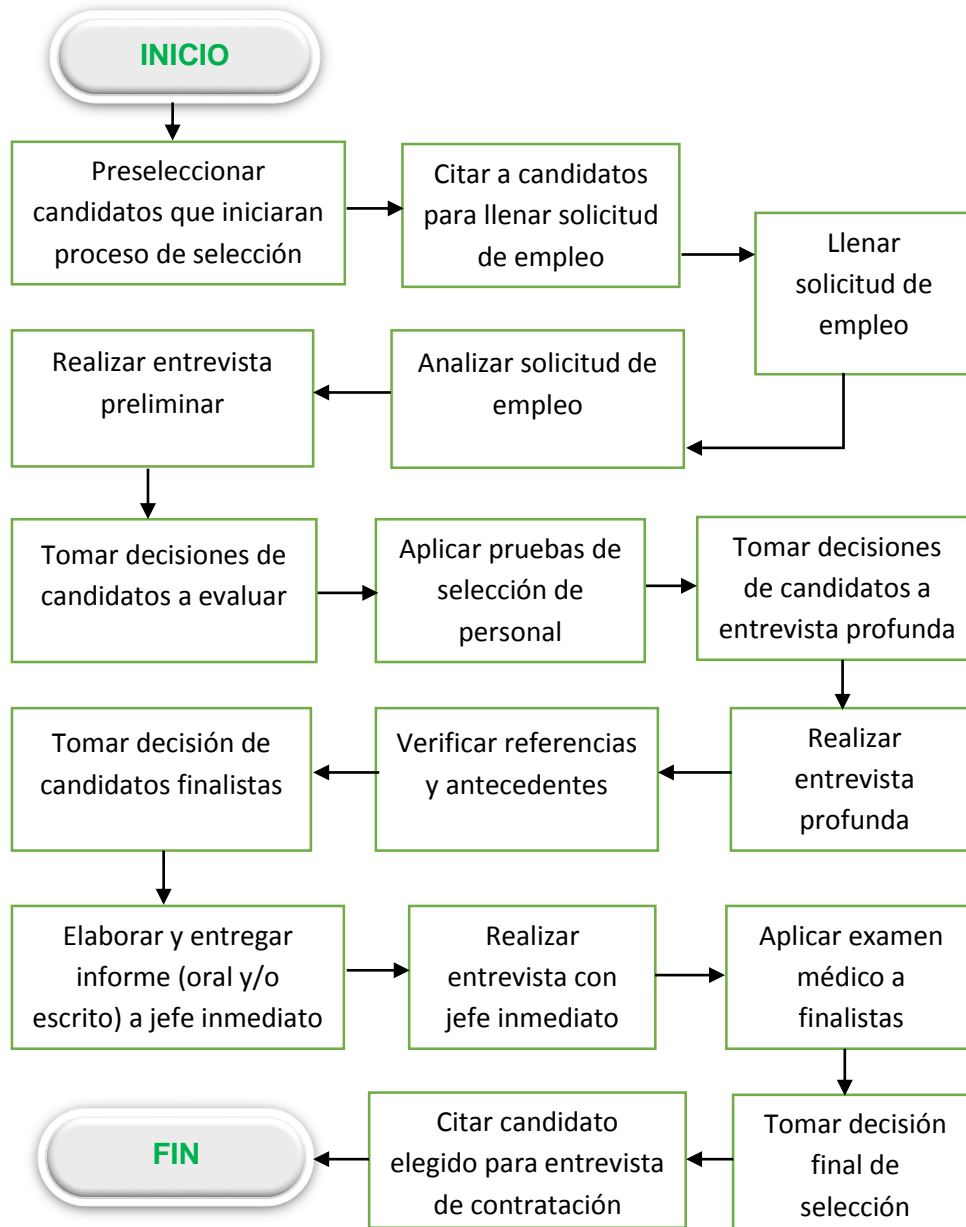 INICIO
Preseleccionar
candidatos que iniciaran
proceso de selección
Citar a candidatos
para llenar solicitud
de empleo
Llenar
solicitud de
empleo
Analizar solicitud de
empleo
Realizar entrevista
preliminar
Tomar decisiones de
candidatos a evaluar
Aplicar pruebas de
selección de
personal
Tomar decisiones
de candidatos a
entrevista profunda
Realizar
entrevista
profunda
Verificar referencias
y antecedentes
Tomar decisión de
candidatos finalistas
Elaborar y entregar
informe (oral y/o
escrito) a jefe inmediato
Realizar
entrevista con
jefe inmediato
Aplicar examen
médico a
finalistas
Tomar decisión
final de
selección
Citar candidato
elegido para entrevista
de contratación
FIN